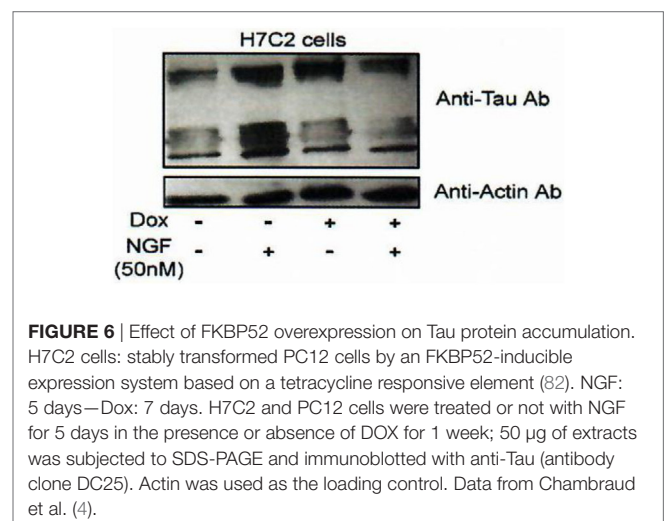 H7C2 cells
Anti-Tau Ab
Anti-Actin Ab
Dox - - + +
NGF - + - +
(50nM)
FIGURE 6 | Effect of FKBP52 overexpression on Tau protein accumulation.
H7C2 cells: stably transformed PC12 cells by an FKBP52-inducible
expression system based on a tetracycline responsive element (82). NGF:
5 days—Dox: 7 days. H7C2 and PC12 cells were treated or not with NGF
for 5 days in the presence or absence of DOX for 1 week; 50 µg of extracts
was subjected to SDS-PAGE and immunoblotted with anti-Tau (antibody
clone DC25). Actin was used as the loading control. Data from Chambraud
et al. (4).